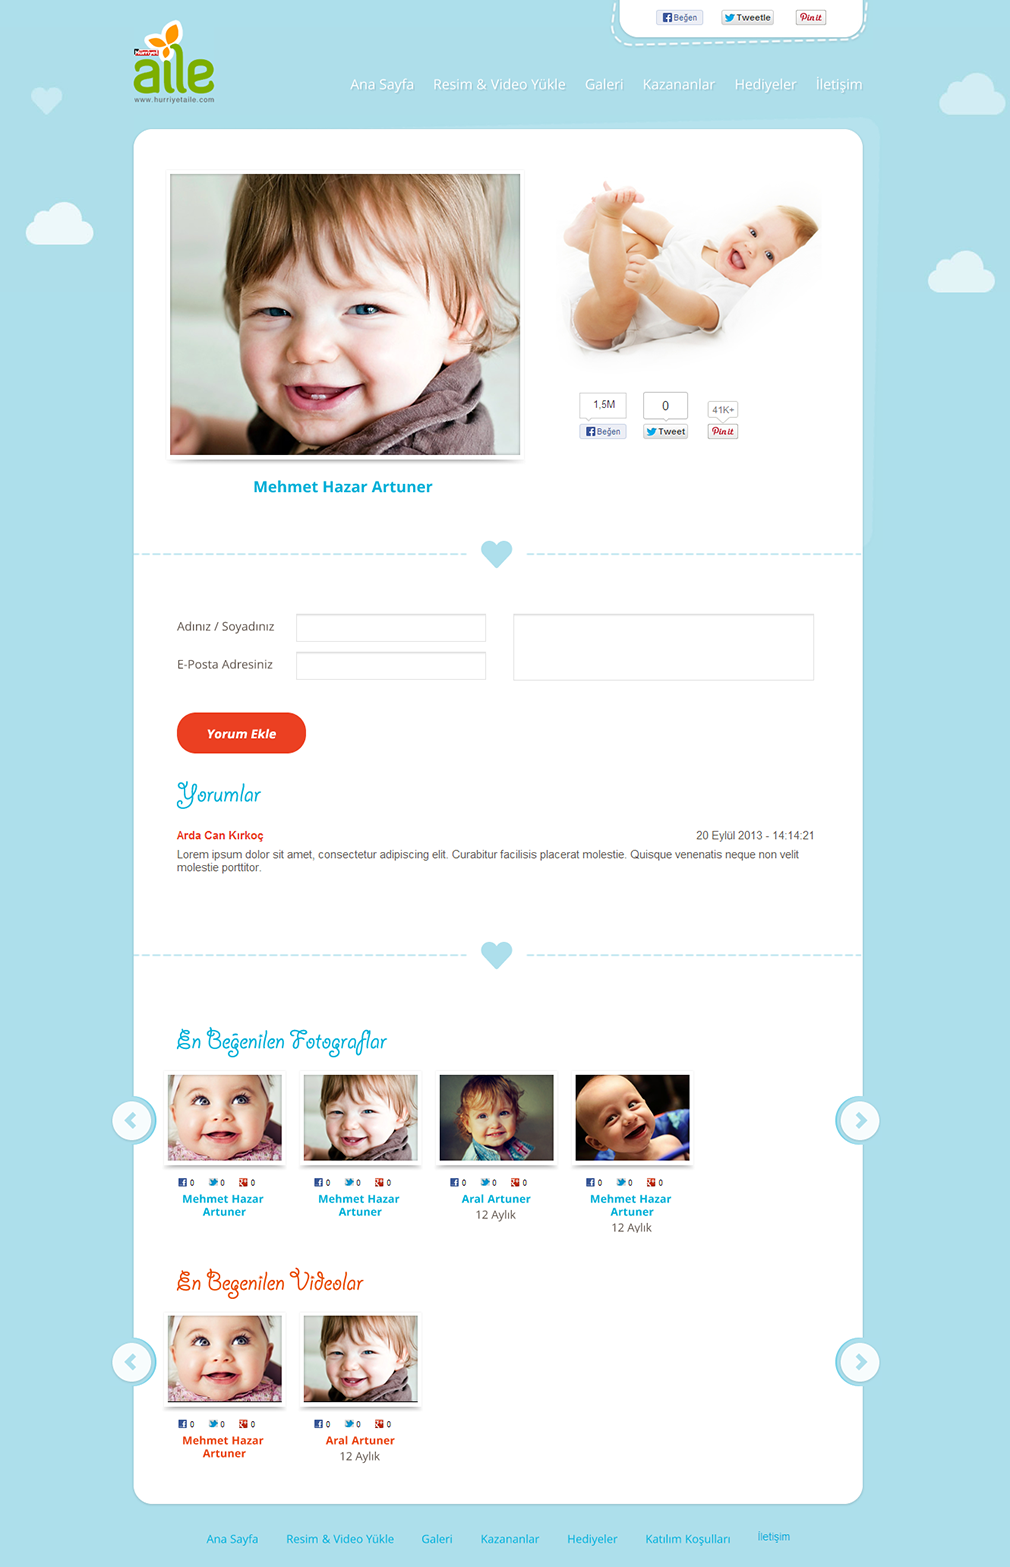 Beğen Tweetle Pin it
Hürriyet
aile
www.hurriyetaile.com
Ana Sayfa Resim & Video Yükle Galeri Kazananlar Hediyeler İletişim
1,5M 0 41K+
Beğen Tweet Pin it
Mehmet Hazar Artuner
Adınız / Soyadınız
E-Posta Adresiniz
Yorum Ekle
Yorumlar
Arda Can Kırkoç 20 Eylül 2013 - 14:14:21
Lorem ipsum dolor sit amet, consectetur adipiscing elit. Curabitur facilisis placerat molestie. Quisque venenatis neque non velit
molestie porttitor.
En Beğenilen Fotograflar
0 0 0 0 0 0 0 0 0 0 0 0
Mehmet Hazar Mehmet Hazar Aral Artuner Mehmet Hazar
Artuner Artuner 12 Aylık Artuner
12 Aylık
En Begenilen Videolar
0 0 0 0 0 0
Mehmet Hazar Aral Artuner
Artuner 12 Aylık
Ana Sayfa Resim & Video Yükle Galeri Kazananlar Hediyeler Katılım Koşulları İletişim